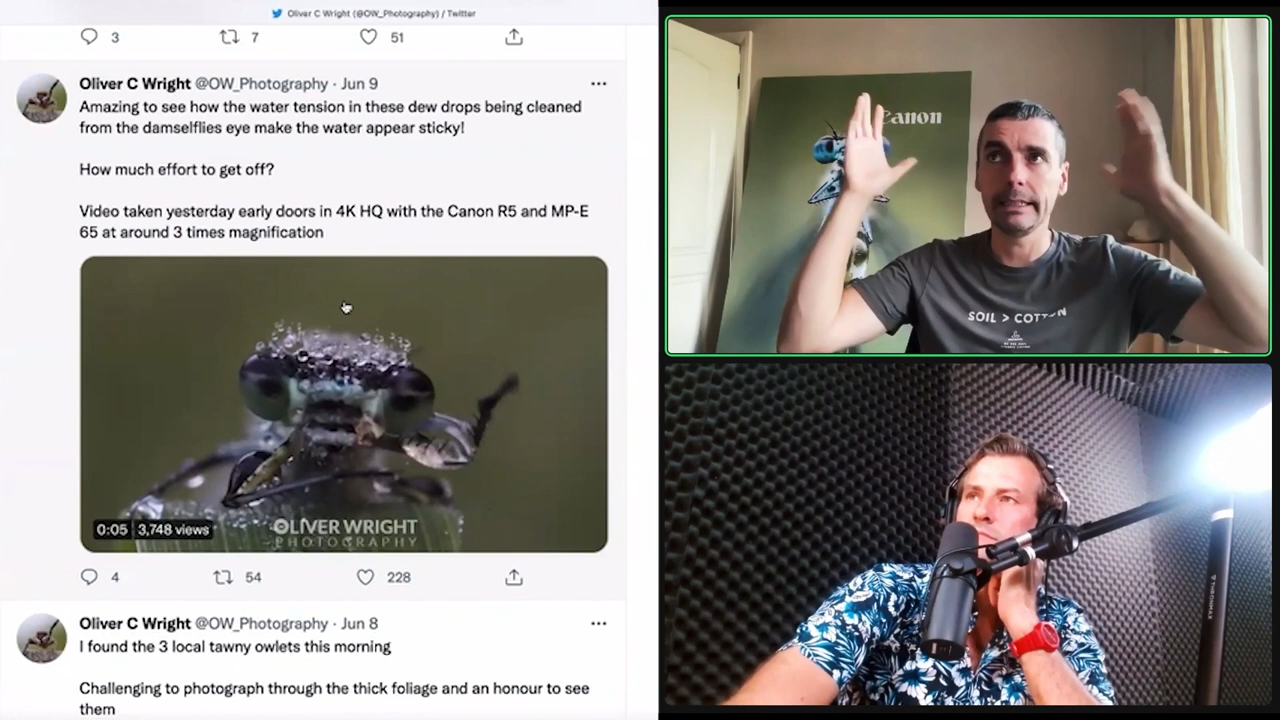 Oliver C Wright (@OW_Photography) / Twitter
3 7 51
Oliver C Wright @OW_Photography · Jun 9
Amazing to see how the water tension in these dew drops being cleaned
from the damselflies eye make the water appear sticky!
How much effort to get off?
Video taken yesterday early doors in 4K HQ with the Canon R5 and MP-E
65 at around 3 times magnification
0:05 3,748 views
OLIVER WRIGHT
PHOTOGRAPHY
4 54 228
Oliver C Wright @OW_Photography · Jun 8
I found the 3 local tawny owlets this morning
Challenging to photograph through the thick foliage and an honour to see
them
Canon
SOIL > COTTON
THRONMAX